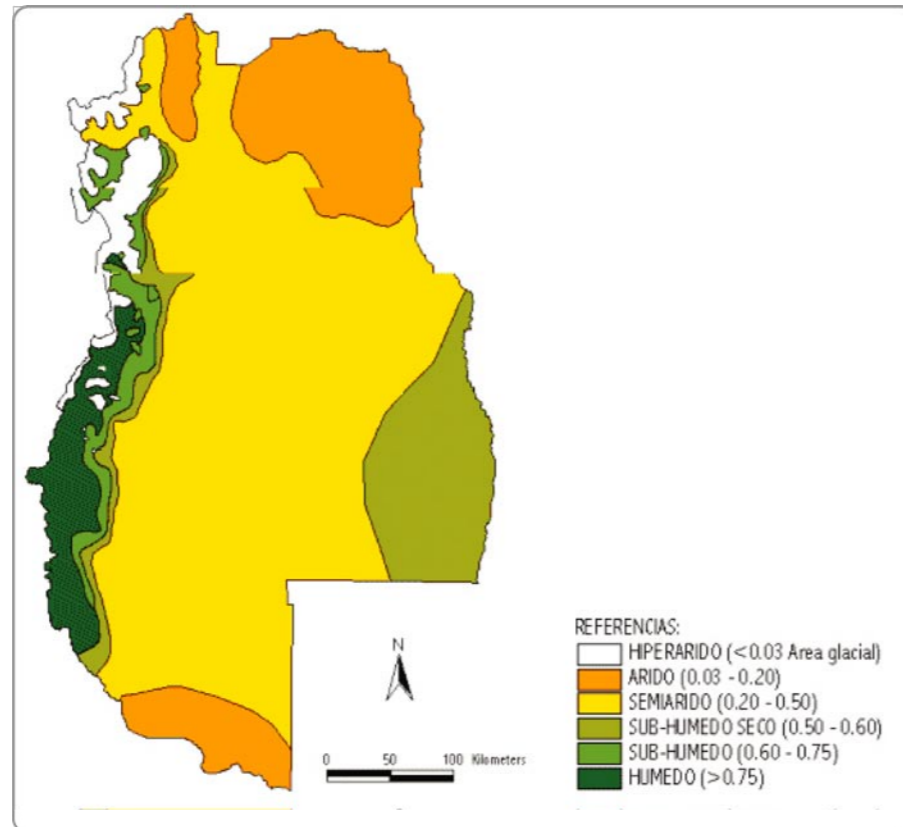 N
0 50 100 Kilometers
REFERENCIAS:
HIPERARIDO (<0.03 Area glacial)
ARIDO (0.03 - 0.20)
SEMIARIDO (0.20 - 0.50)
SUB-HUMEDO SECO (0.50 - 0.60)
SUB-HUMEDO (0.60 - 0.75)
HUMEDO (>0.75)